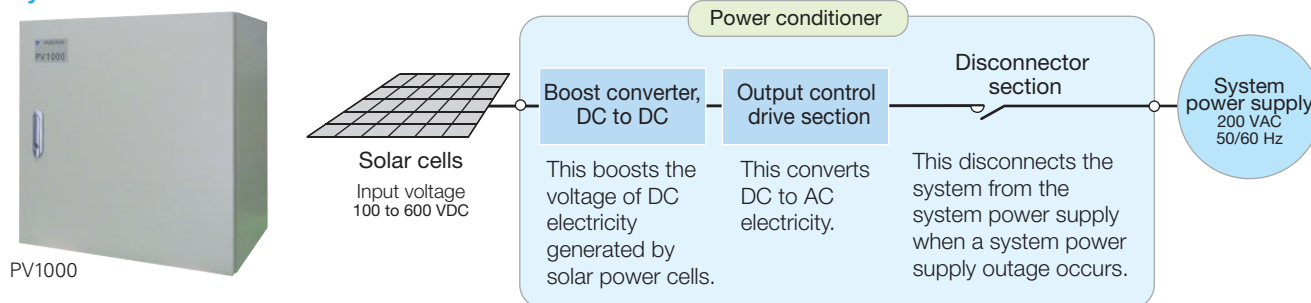 PV1000
PV1000
Power conditioner
Solar cells
Input voltage
100 to 600 VDC
Boost converter,
DC to DC
This boosts the
voltage of DC
electricity
generated by
solar power cells.
Output control
drive section
This converts
DC to AC
electricity.
Disconnector
section
This disconnects the
system from the
system power supply
when a system power
supply outage occurs.
System
power supply
200 VAC
50/60 Hz